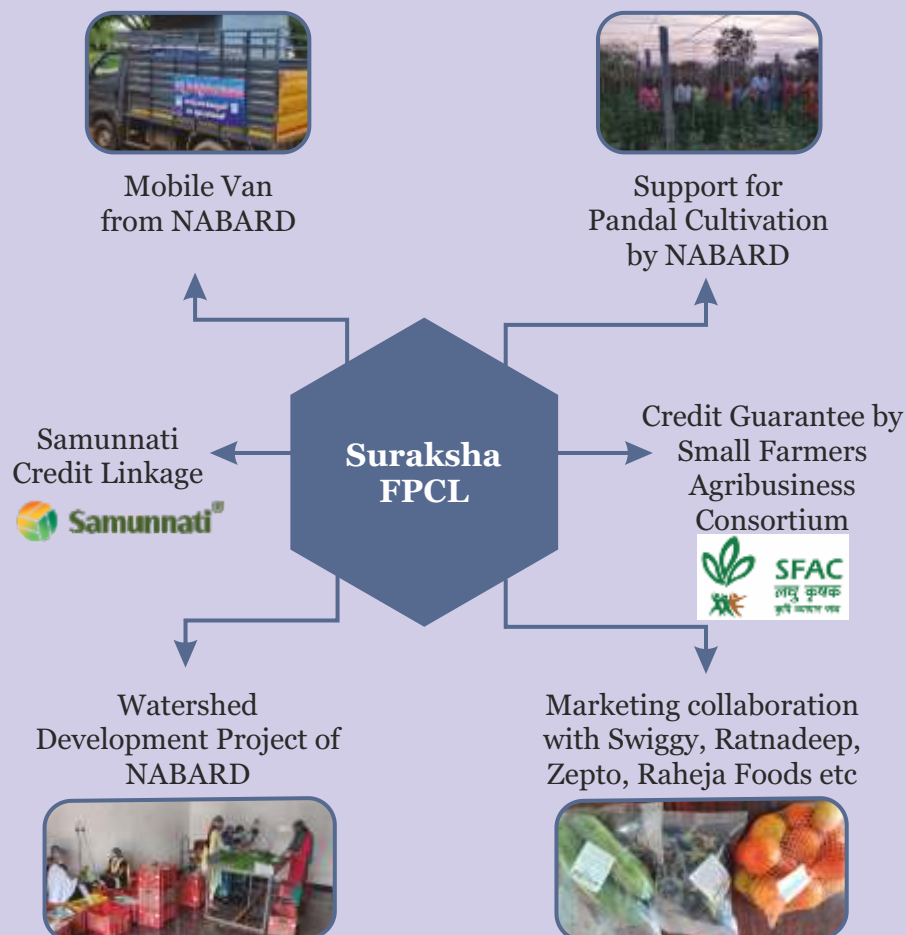 Mobile Van
from NABARD
Support for
Pandal Cultivation
by NABARD
Samunnati
Credit Linkage
Samunnati®
Suraksha
FPCL
Credit Guarantee by
Small Farmers
Agribusiness
Consortium
SFAC
लघु कृषक
कृषि व्यापार संघ
Watershed
Development Project of
NABARD
Marketing collaboration
with Swiggy, Ratnadeep,
Zepto, Raheja Foods etc